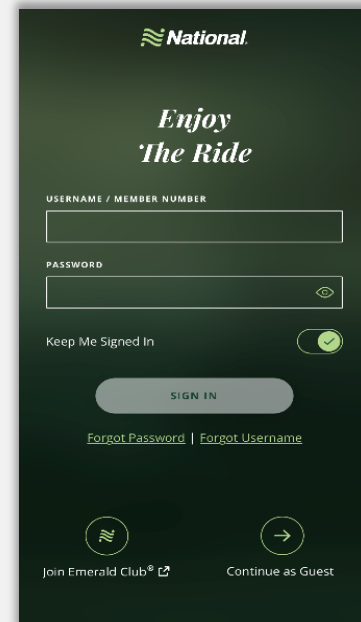 National.
Enjoy
The Ride
USERNAME / MEMBER NUMBER
PASSWORD
Keep Me Signed In
SIGN IN
Forgot Password | Forgot Username
Join Emerald Club® Continue as Guest